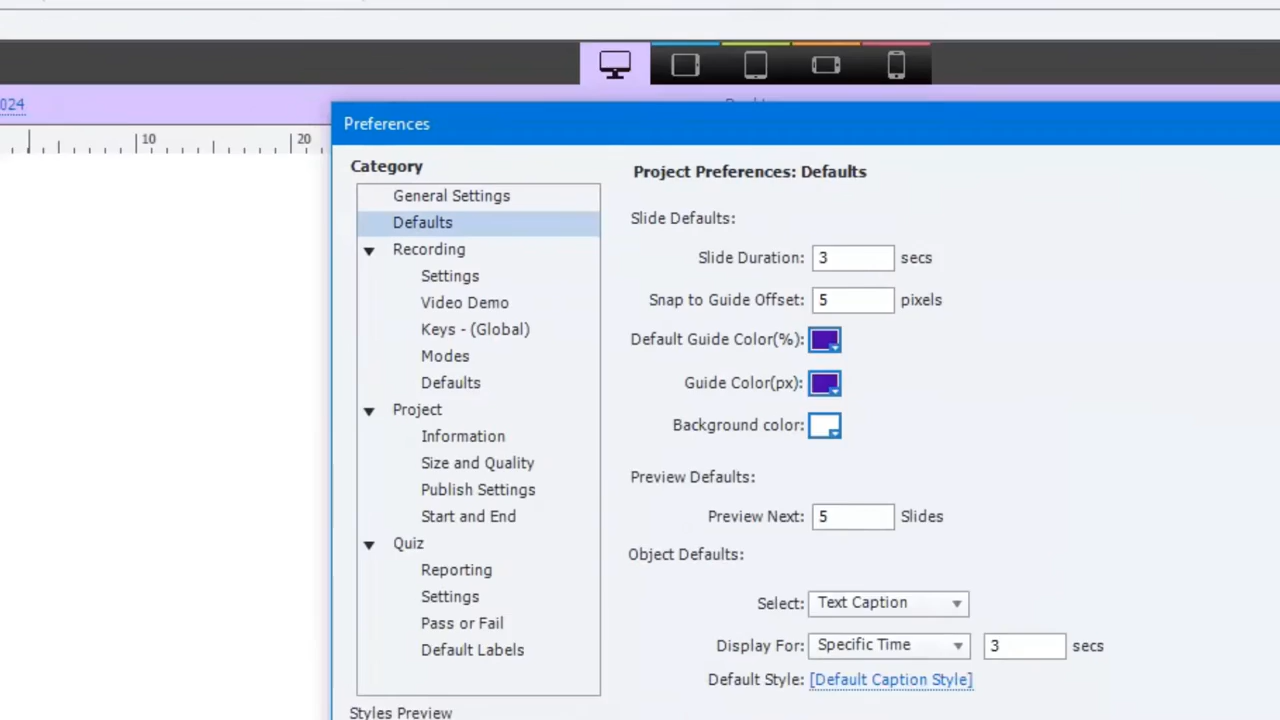 024
10
20
Preferences
Category
General Settings
Defaults
Recording
Settings
Video Demo
Keys - (Global)
Modes
Defaults
Project
Information
Size and Quality
Publish Settings
Start and End
Quiz
Reporting
Settings
Pass or Fail
Default Labels
Styles Preview
Project Preferences: Defaults
Slide Defaults:
Slide Duration: 3 secs
Snap to Guide Offset: 5 pixels
Default Guide Color(%):
Guide Color(px):
Background color:
Preview Defaults:
Preview Next: 5 Slides
Object Defaults:
Select: Text Caption
Display For: Specific Time 3 secs
Default Style: [Default Caption Style]